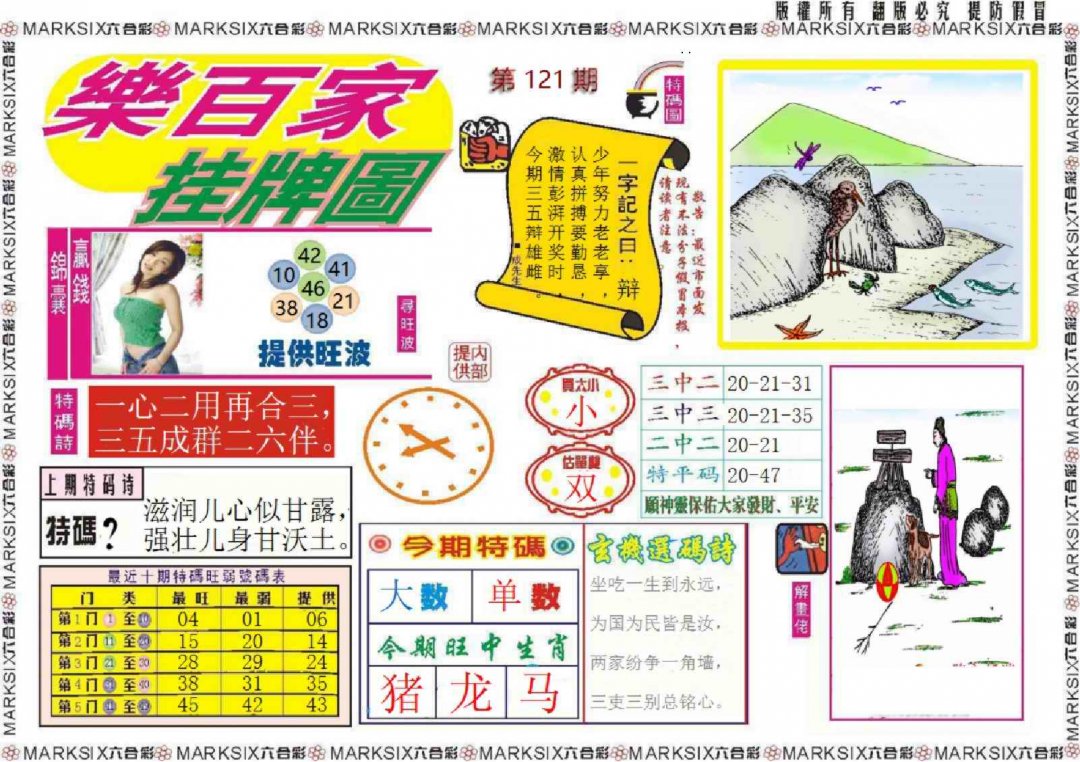 版權所有 翻版必究 提防假冒
MARKSIX六合彩 MARKSIX六合彩 MARKSIX六合彩 MARKSIX六合彩 MARKSIX六合彩 MARKSIX六合彩 MARKSIX六合彩
樂百家
挂牌圖
第 121 期
特碼圖
一字記之曰：辯
少年努力老老享，
认真拼搏要勤恳，
激情彭湃开奖时，
今期三五辩雄雌。
■成先生
敬告：最近市面发
现有不法分子假冒本报，
请读者注意
贏錢
錦囊
42
10 41
46
38 21
18
提供旺波
尋旺波
内部
提供
特碼詩
一心二用再合三，
三五成群二六伴。
買大小
小
估單雙
双
三中二 20-21-31
三中三 20-21-35
二中二 20-21
特平码 20-47
願神靈保佑大家發財、平安
上期特码诗
特碼？
滋润儿心似甘露，
强壮儿身甘沃土。
最近十期特碼旺弱號碼表
门 类 最旺 最弱 提供
第1门 1 至 10 04 01 06
第2门 11 至 20 15 20 14
第3门 21 至 30 28 29 24
第4门 31 至 40 38 31 35
第5门 41 至 49 45 42 43
今期特碼
大数 单数
今期旺中生肖
猪 龙 马
玄機選碼詩
坐吃一生到永远，
为国为民皆是汝，
两家纷争一角墙，
三吏三别总铭心。
解畫佬
MARKSIX六合彩 MARKSIX六合彩 MARKSIX六合彩 MARKSIX六合彩 MARKSIX六合彩 MARKSIX六合彩 MARKSIX六合彩